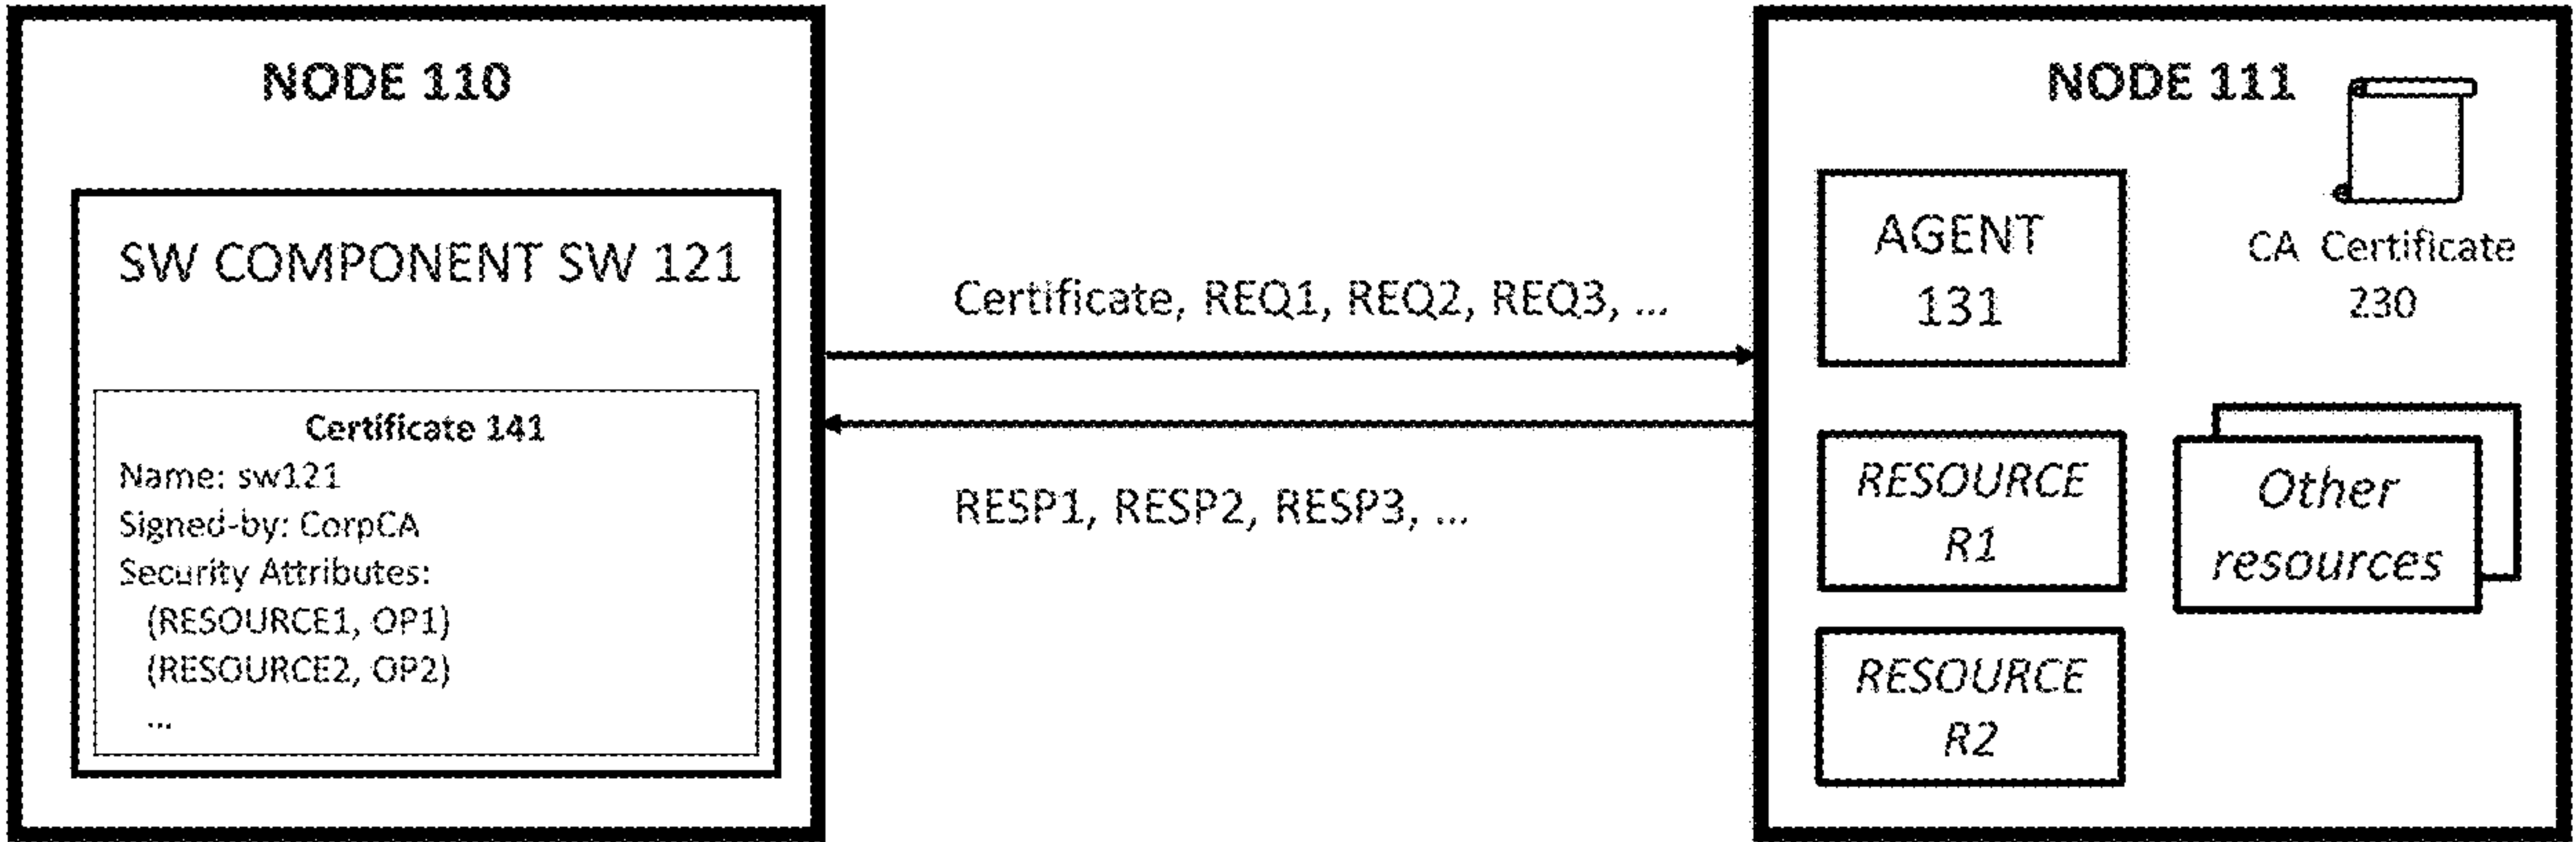 NODE 110
SW COMPONENT SW 121
Certificate 141
Name: sw121
Signed-by: CorpCA
Security Attributes:
(RESOURCE1, OP1)
(RESOURCE2, OP2)
...
Certificate, REQ1, REQ2, REQ3, ...
RESP1, RESP2, RESP3, ...
NODE 111
AGENT
131
CA Certificate
230
RESOURCE
R1
Other
resources
RESOURCE
R2